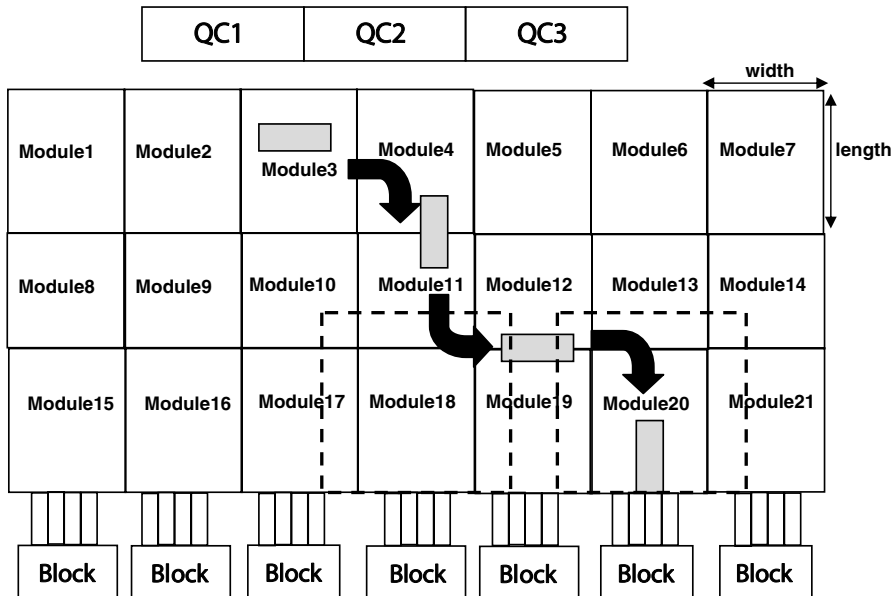 QC1 QC2 QC3
width
Module1 Module2 Module3 Module4 Module5 Module6 Module7
length
Module8 Module9 Module10 Module11 Module12 Module13 Module14
Module15 Module16 Module17 Module18 Module19 Module20 Module21
Block Block Block Block Block Block Block